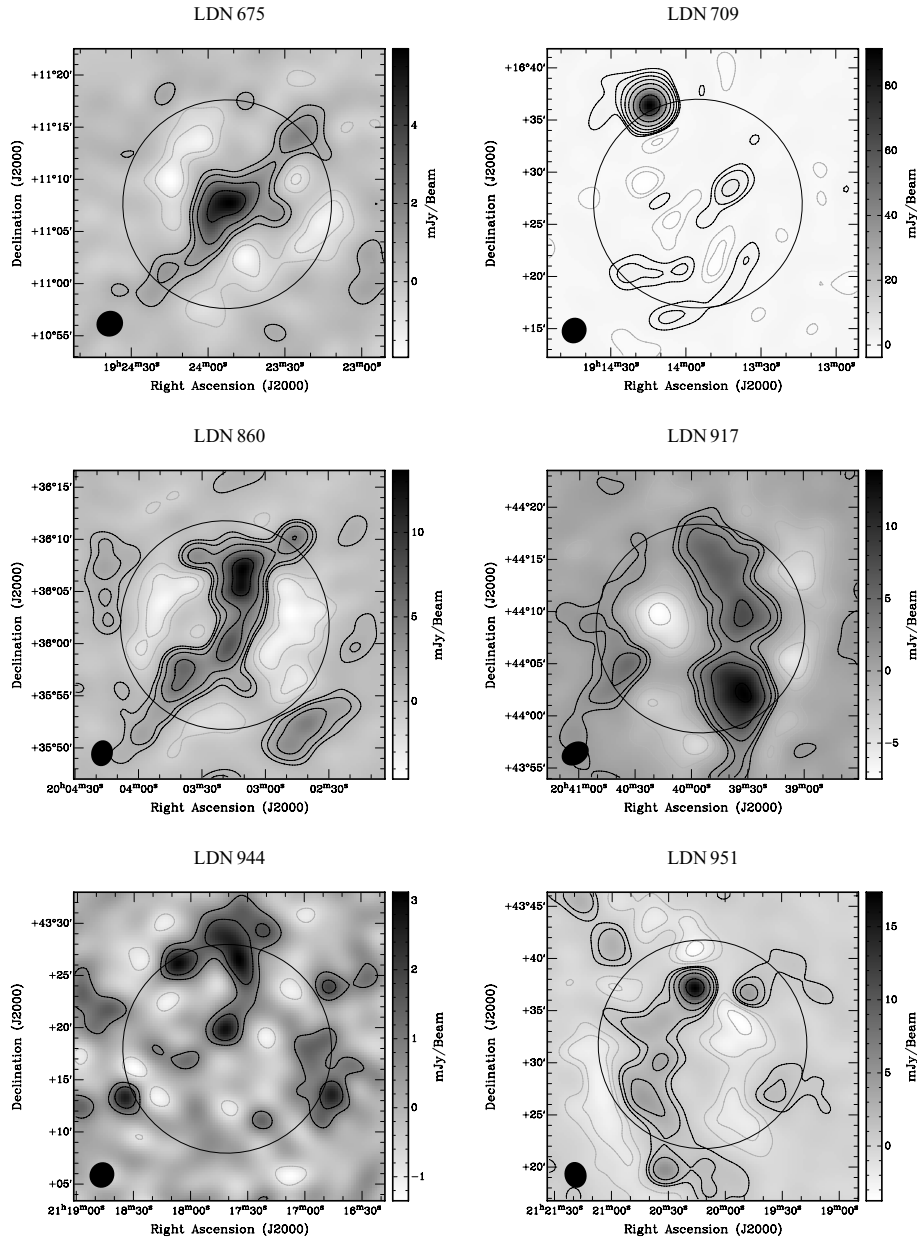 LDN 675
LDN 709
+11°20′
+11°15′
+11°10′
+11°05′
+11°00′
+10°55′
Declination (J2000)
19h24m30s 24m00s 23m30s 23m00s
Right Ascension (J2000)
4
2
0
mJy/Beam
+16°40′
+35′
+30′
+25′
+20′
+15′
Declination (J2000)
19h14m30s 14m00s 13m30s 13m00s
Right Ascension (J2000)
80
60
40
20
0
mJy/Beam
LDN 860
LDN 917
+36°15′
+36°10′
+36°05′
+36°00′
+35°55′
+35°50′
Declination (J2000)
20h04m30s 04m00s 03m30s 03m00s 02m30s
Right Ascension (J2000)
10
5
0
mJy/Beam
+44°20′
+44°15′
+44°10′
+44°05′
+44°00′
+43°55′
Declination (J2000)
20h41m00s 40m30s 40m00s 39m30s 39m00s
Right Ascension (J2000)
10
5
0
−5
mJy/Beam
LDN 944
LDN 951
+43°30′
+25′
+20′
+15′
+10′
+05′
Declination (J2000)
21h19m00s 18m30s 18m00s 17m30s 17m00s 16m30s
Right Ascension (J2000)
3
2
1
0
−1
mJy/Beam
+43°45′
+40′
+35′
+30′
+25′
+20′
Declination (J2000)
21h21m30s 21m00s 20m30s 20m00s 19m30s 19m00s
Right Ascension (J2000)
15
10
5
0
mJy/Beam